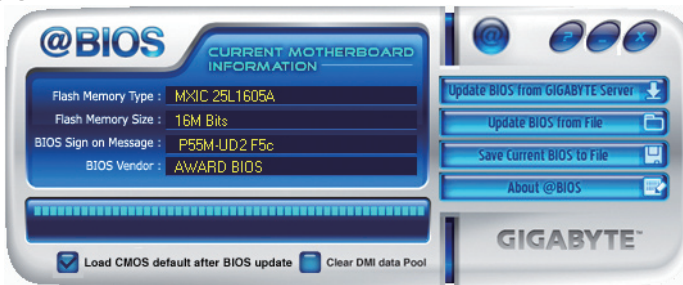 @BIOS
CURRENT MOTHERBOARD
INFORMATION
Flash Memory Type : MXIC 25L1605A
Flash Memory Size : 16M Bits
BIOS Sign on Message : P55M-UD2 F5c
BIOS Vendor : AWARD BIOS
Load CMOS default after BIOS update Clear DMI data Pool
@ ? – X
Update BIOS from GIGABYTE Server
Update BIOS from File
Save Current BIOS to File
About @BIOS
GIGABYTE™